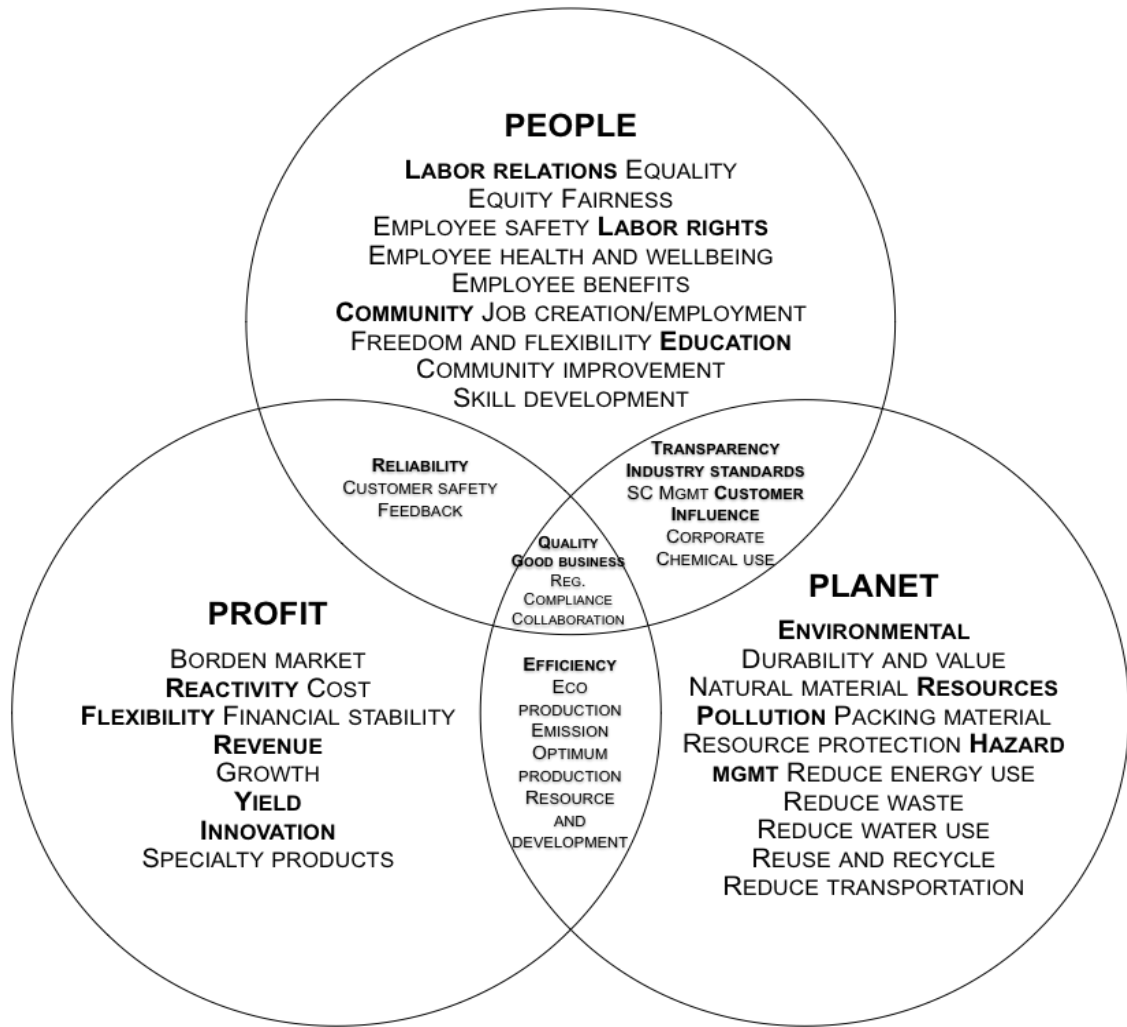 PEOPLE
LABOR RELATIONS EQUALITY
EQUITY FAIRNESS
EMPLOYEE SAFETY LABOR RIGHTS
EMPLOYEE HEALTH AND WELLBEING
EMPLOYEE BENEFITS
COMMUNITY JOB CREATION/EMPLOYMENT
FREEDOM AND FLEXIBILITY EDUCATION
COMMUNITY IMPROVEMENT
SKILL DEVELOPMENT
RELIABILITY
CUSTOMER SAFETY
FEEDBACK
TRANSPARENCY
INDUSTRY STANDARDS
SC MGMT CUSTOMER
INFLUENCE
CORPORATE
CHEMICAL USE
QUALITY
GOOD BUSINESS
REG.
COMPLIANCE
COLLABORATION
PROFIT
BORDEN MARKET
REACTIVITY COST
FLEXIBILITY FINANCIAL STABILITY
REVENUE
GROWTH
YIELD
INNOVATION
SPECIALTY PRODUCTS
EFFICIENCY
ECO
PRODUCTION
EMISSION
OPTIMUM
PRODUCTION
RESOURCE
AND
DEVELOPMENT
PLANET
ENVIRONMENTAL
DURABILITY AND VALUE
NATURAL MATERIAL RESOURCES
POLLUTION PACKING MATERIAL
RESOURCE PROTECTION HAZARD
MGMT REDUCE ENERGY USE
REDUCE WASTE
REDUCE WATER USE
REUSE AND RECYCLE
REDUCE TRANSPORTATION